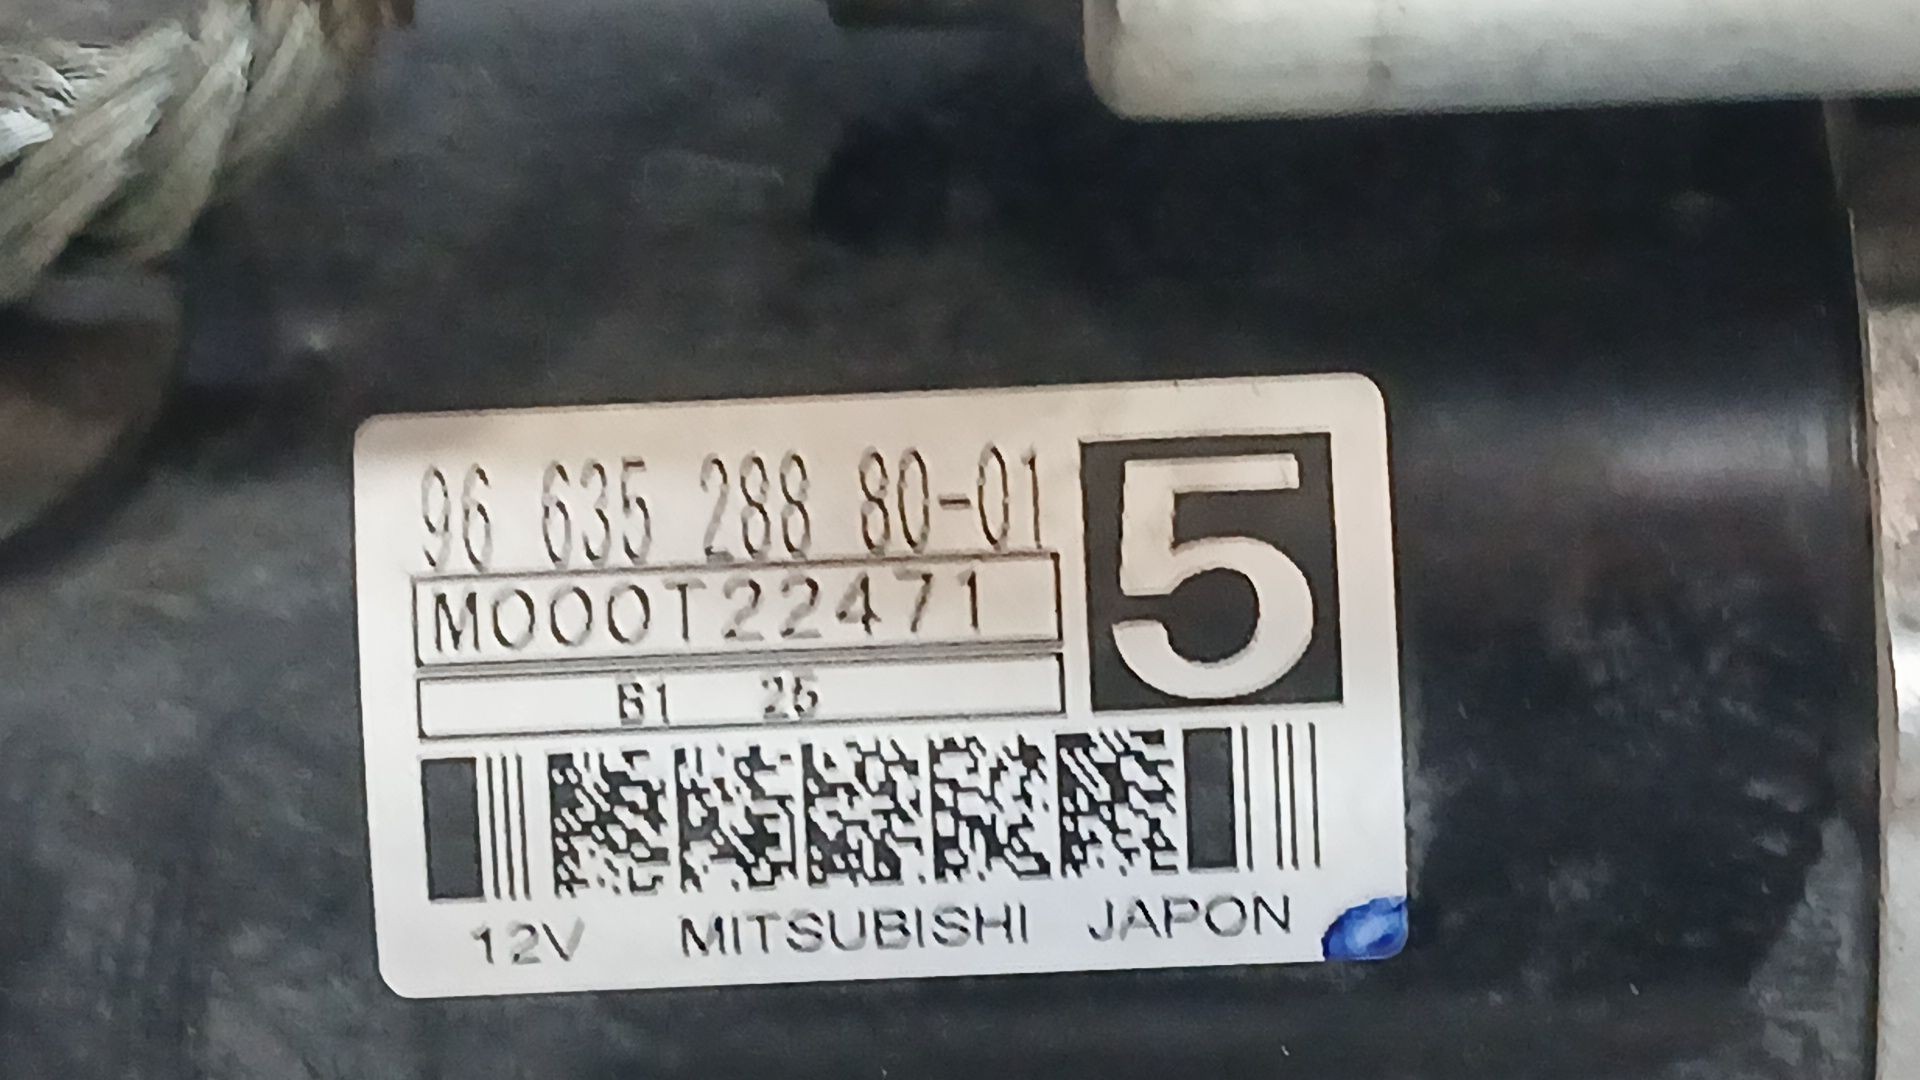 96 635 288 80-01
5
M000T22471
B1 25
12V MITSUBISHI JAPON